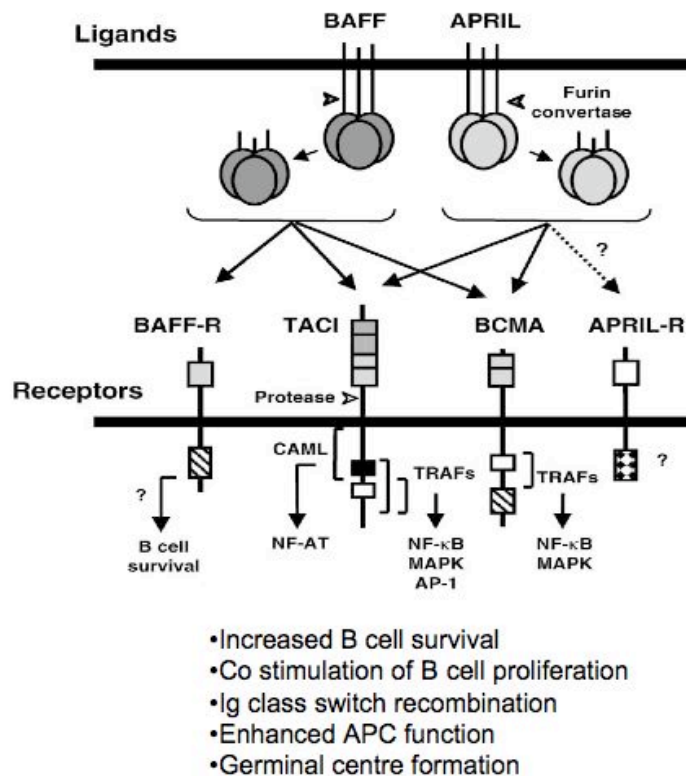 BAFF APRIL
Ligands
Furin
convertase
?
BAFF-R TACI BCMA APRIL-R
Receptors
Protease
CAML
TRAFs
TRAFs
?
?
B cell
survival
NF-AT
NF-κB
MAPK
AP-1
NF-κB
MAPK
•Increased B cell survival
•Co stimulation of B cell proliferation
•Ig class switch recombination
•Enhanced APC function
•Germinal centre formation